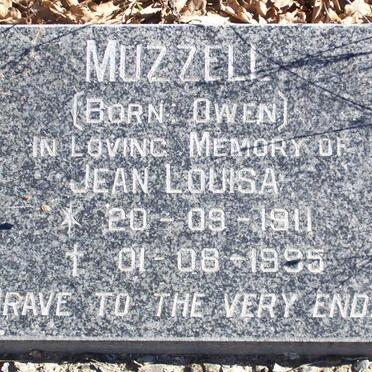 MUZZELL
(BORN: OWEN)
IN LOVING MEMORY OF
JEAN LOUISA
* 20-09-1911
† 01-08-1995
RAVE TO THE VERY END